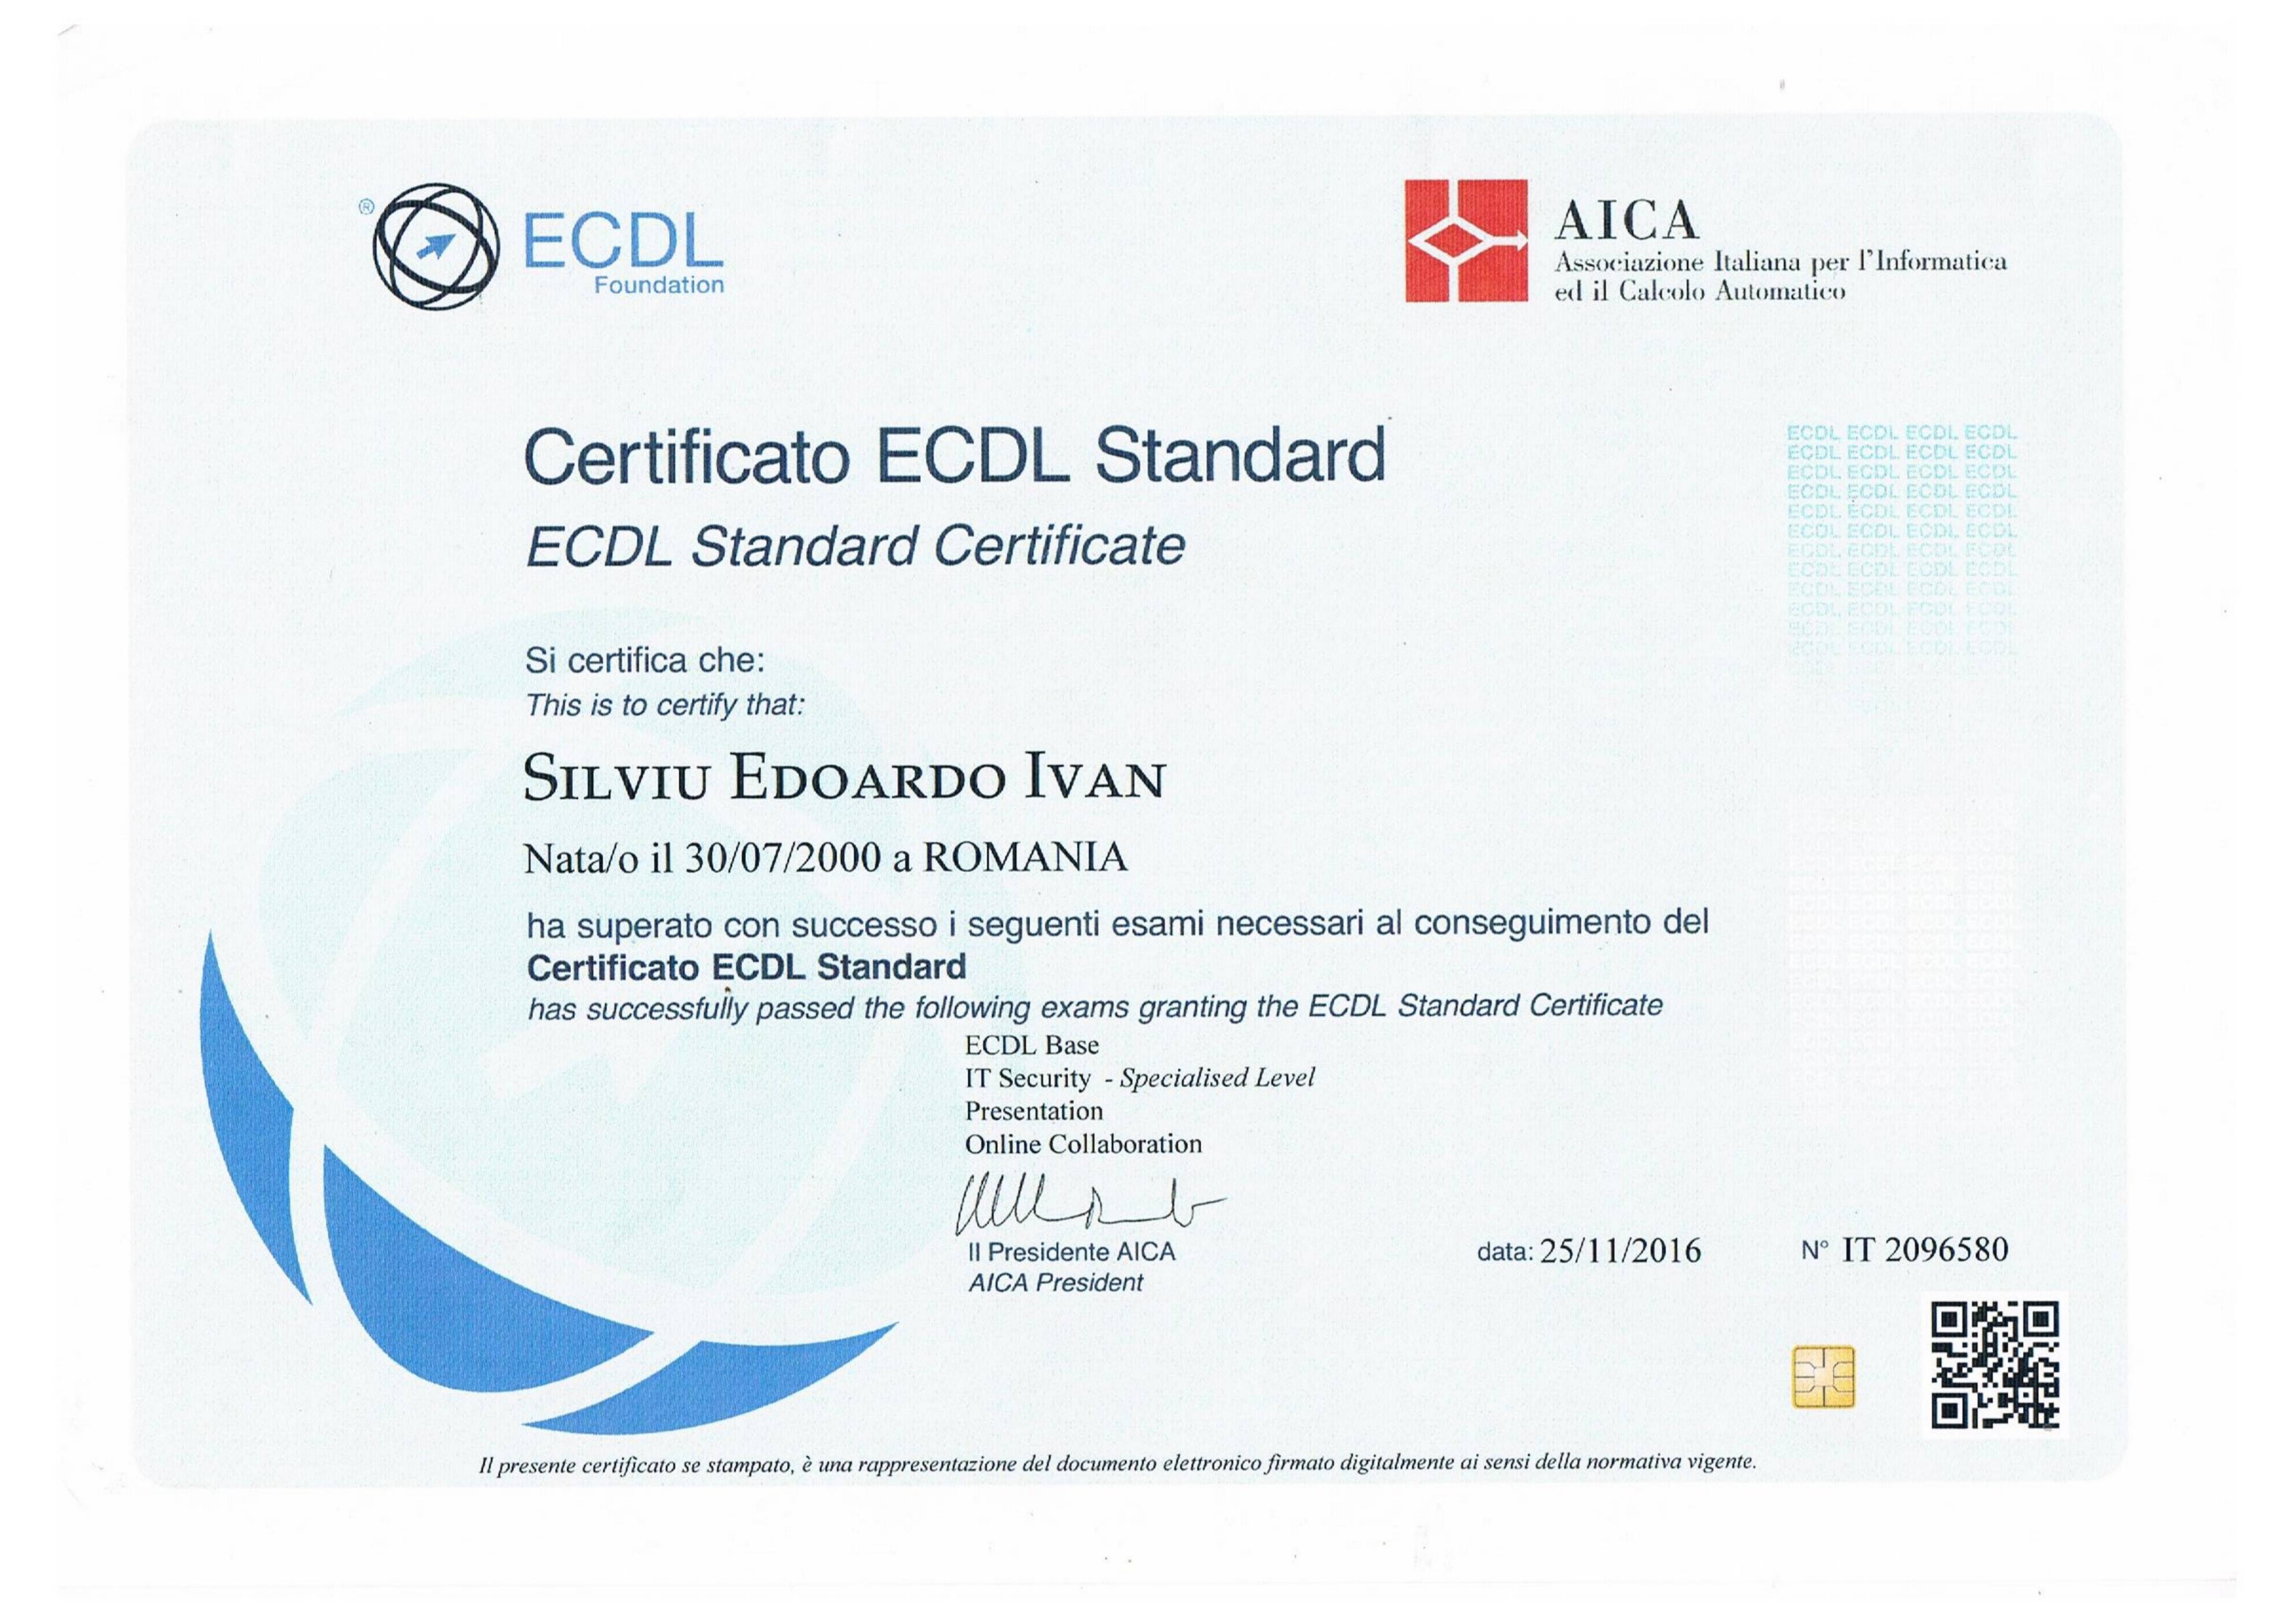 ®
ECDL
Foundation
AICA
Associazione Italiana per l'Informatica
ed il Calcolo Automatico
Certificato ECDL Standard
ECDL Standard Certificate
ECDL ECDL ECDL ECDL
ECDL ECDL ECDL ECDL
ECDL ECDL ECDL ECDL
ECDL ECDL ECDL ECDL
ECDL ECDL ECDL ECDL
ECDL ECDL ECDL ECDL
ECDL ECDL ECDL ECDL
ECDL ECDL ECDL ECDL
ECDL ECDL ECDL ECDL
ECDL ECDL ECDL ECDL
ECDL ECDL ECDL ECDL
ECDL ECDL ECDL ECDL
Si certifica che:
This is to certify that:
SILVIU EDOARDO IVAN
Nata/o il 30/07/2000 a ROMANIA
ha superato con successo i seguenti esami necessari al conseguimento del
Certificato ECDL Standard
has successfully passed the following exams granting the ECDL Standard Certificate
ECDL Base
IT Security - Specialised Level
Presentation
Online Collaboration
Il Presidente AICA
AICA President
data: 25/11/2016
N° IT 2096580
Il presente certificato se stampato, è una rappresentazione del documento elettronico firmato digitalmente ai sensi della normativa vigente.